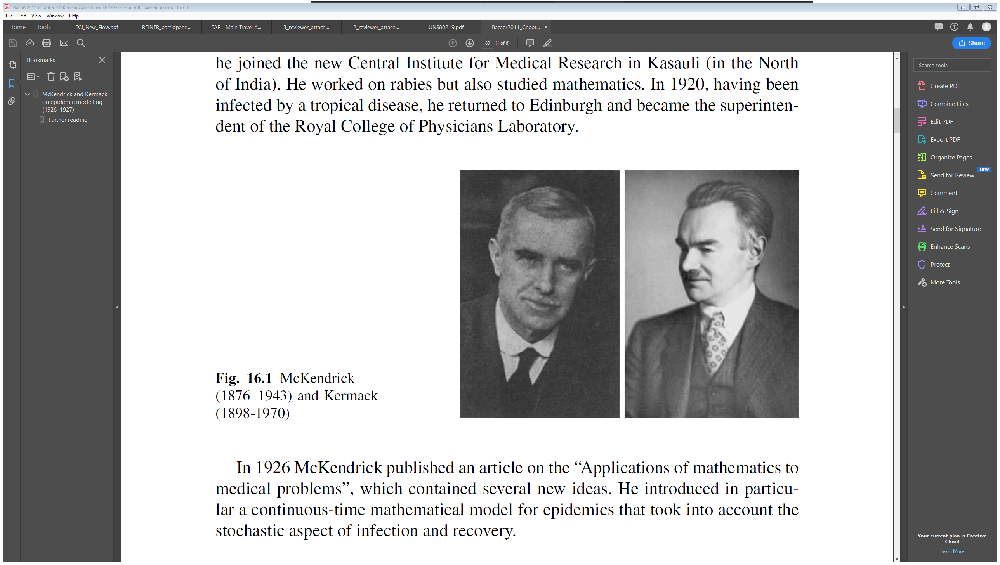 Bacaër2011_Chapter_McKendrickAndKermackOnEpidemic.pdf - Adobe Acrobat Pro DC
File Edit View Window Help
Home Tools TCI_New_Flow.pdf REINER_participant.... TAF - Main Travel A... 3_reviewer_attach... 2_reviewer_attach... UNS80219.pdf Bacaër2011_Chapt... ×
89 (1 of 8)
Share
Bookmarks
McKendrick and Kermack
on epidemic modelling
(1926–1927)
Further reading
he joined the new Central Institute for Medical Research in Kasauli (in the North
of India). He worked on rabies but also studied mathematics. In 1920, having been
infected by a tropical disease, he returned to Edinburgh and became the superinten-
dent of the Royal College of Physicians Laboratory.
Fig. 16.1 McKendrick
(1876–1943) and Kermack
(1898-1970)
In 1926 McKendrick published an article on the “Applications of mathematics to
medical problems”, which contained several new ideas. He introduced in particu-
lar a continuous-time mathematical model for epidemics that took into account the
stochastic aspect of infection and recovery.
Search tools
Create PDF
Combine Files
Edit PDF
Export PDF
Organize Pages
Send for Review
NEW
Comment
Fill & Sign
Send for Signature
Enhance Scans
Protect
More Tools
Your current plan is Creative
Cloud
Learn More